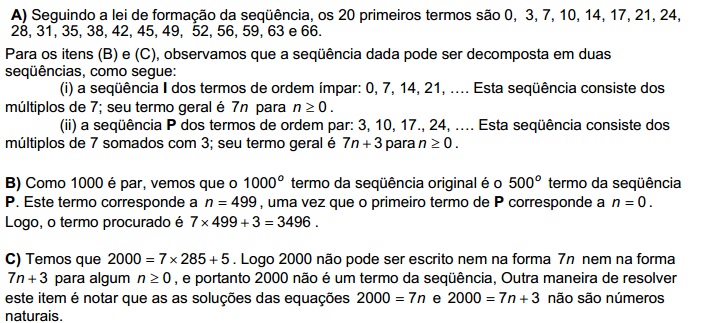 A) Seguindo a lei de formação da seqüência, os 20 primeiros termos são 0, 3, 7, 10, 14, 17, 21, 24,
28, 31, 35, 38, 42, 45, 49, 52, 56, 59, 63 e 66.
Para os itens (B) e (C), observamos que a seqüência dada pode ser decomposta em duas
seqüências, como segue:
(i) a seqüência I dos termos de ordem ímpar: 0, 7, 14, 21, .... Esta seqüência consiste dos
múltiplos de 7; seu termo geral é 7n para n ≥ 0.
(ii) a seqüência P dos termos de ordem par: 3, 10, 17., 24, .... Esta seqüência consiste dos
múltiplos de 7 somados com 3; seu termo geral é 7n + 3 para n ≥ 0.
B) Como 1000 é par, vemos que o 1000º termo da seqüência original é o 500º termo da seqüência
P. Este termo corresponde a n = 499, uma vez que o primeiro termo de P corresponde a n = 0.
Logo, o termo procurado é 7 × 499 + 3 = 3496.
C) Temos que 2000 = 7 × 285 + 5. Logo 2000 não pode ser escrito nem na forma 7n nem na forma
7n + 3 para algum n ≥ 0, e portanto 2000 não é um termo da seqüência, Outra maneira de resolver
este item é notar que as as soluções das equações 2000 = 7n e 2000 = 7n + 3 não são números
naturais.